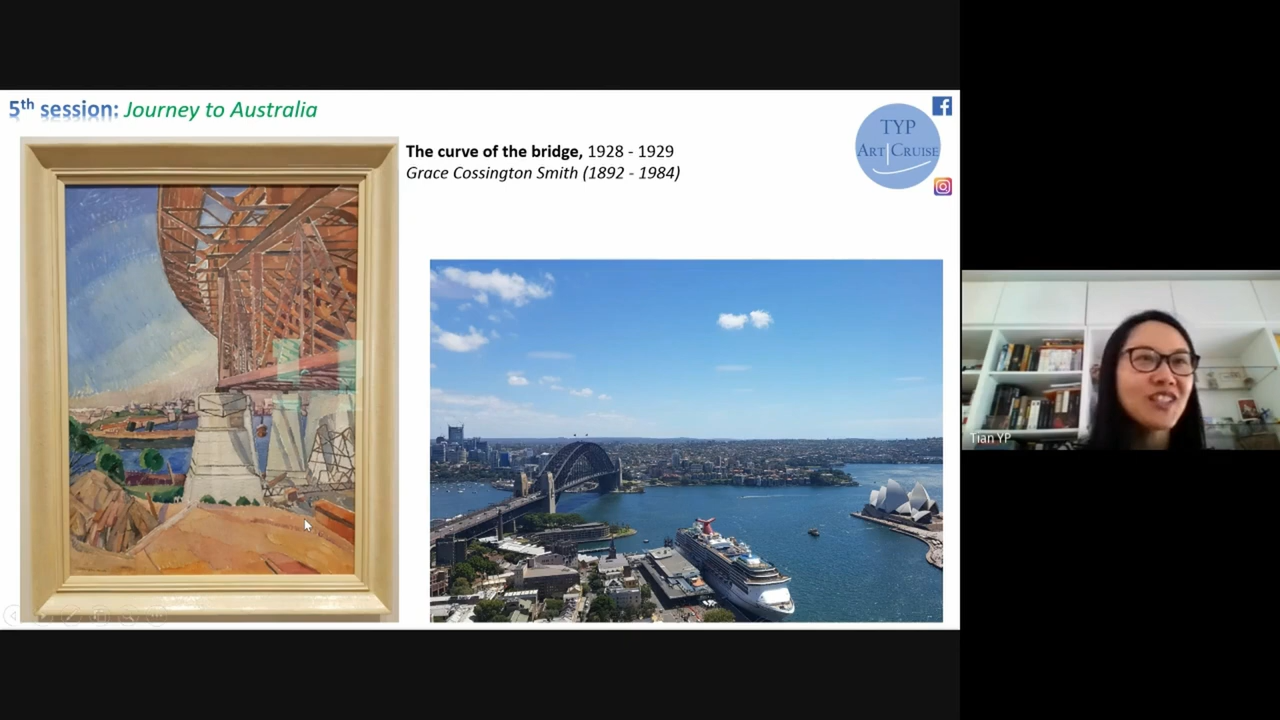 5th session: Journey to Australia
The curve of the bridge, 1928 - 1929
Grace Cossington Smith (1892 - 1984)
TYP
ART CRUISE
Tian YP